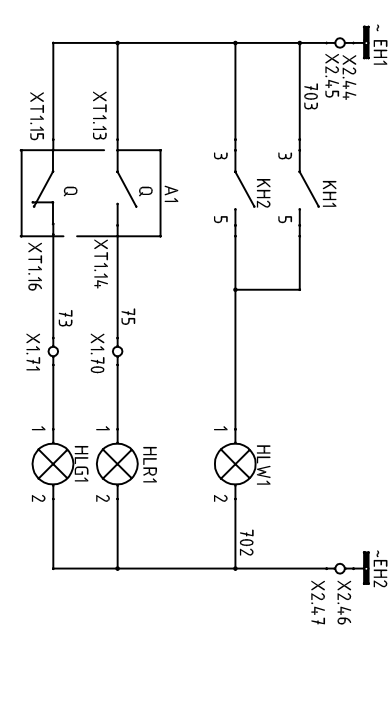 ~EH1
~EH2
X2.44
X2.45
X2.46
X2.47
703
KH1
3
5
KH2
3
5
HLW1
1
2
702
A1
XT1.13
Q
XT1.14
75
X1.70
HLR1
1
2
XT1.15
Q
XT1.16
73
X1.71
HLG1
1
2